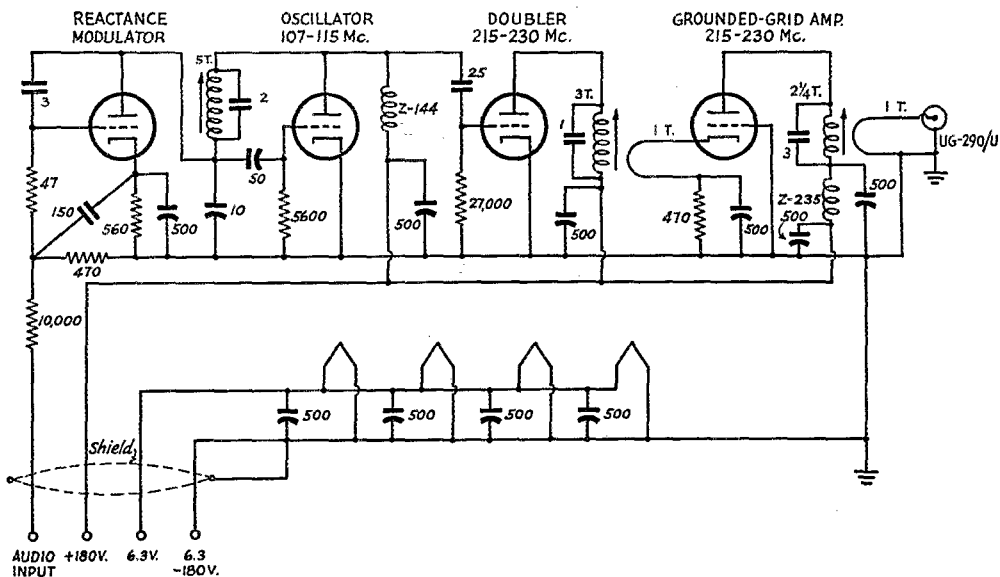 REACTANCE
MODULATOR
OSCILLATOR
107-115 Mc.
DOUBLER
215-230 Mc.
GROUNDED-GRID AMP.
215-230 Mc.
3
5T.
2
Z-144
25
3T.
1
1 T.
2¼T.
3
1 T.
UG-290/U
47
150
560
500
10
50
5600
500
27,000
500
470
500
Z-235
500
500
470
10,000
500
500
500
500
Shield
AUDIO
INPUT
+180V.
6.3V.
6.3
-180V.